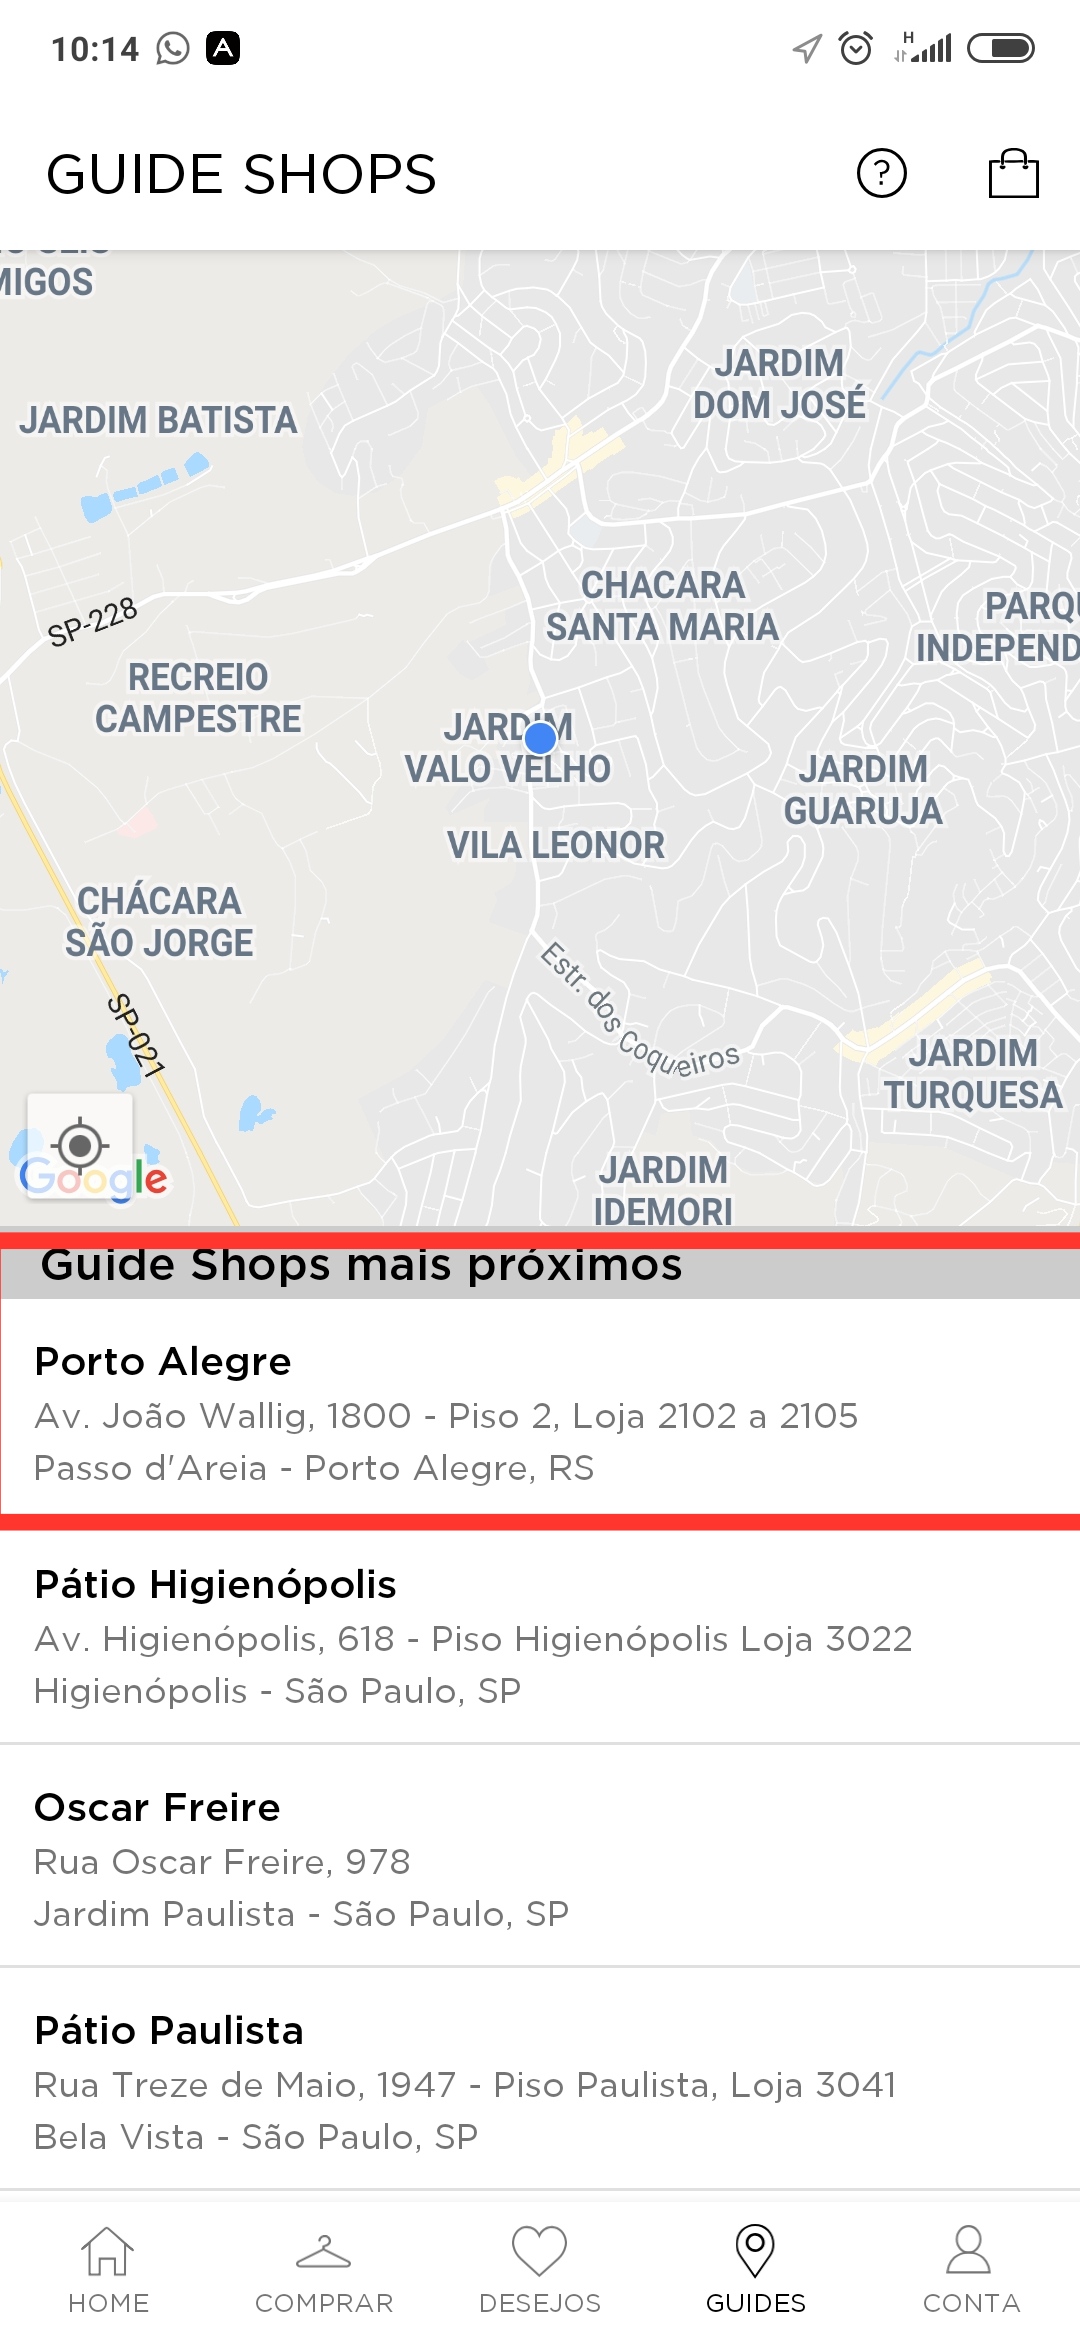 10:14
H
GUIDE SHOPS
?
MIGOS
JARDIM
DOM JOSÉ
JARDIM BATISTA
CHACARA
SANTA MARIA
SP-228
RECREIO
CAMPESTRE
JARDIM
VALO VELHO
JARDIM
GUARUJA
VILA LEONOR
CHÁCARA
SÃO JORGE
Estr. dos Coqueiros
SP-021
JARDIM
TURQUESA
JARDIM
IDEMORI
Google
Guide Shops mais próximos
Porto Alegre
Av. João Wallig, 1800 - Piso 2, Loja 2102 a 2105
Passo d'Areia - Porto Alegre, RS
Pátio Higienópolis
Av. Higienópolis, 618 - Piso Higienópolis Loja 3022
Higienópolis - São Paulo, SP
Oscar Freire
Rua Oscar Freire, 978
Jardim Paulista - São Paulo, SP
Pátio Paulista
Rua Treze de Maio, 1947 - Piso Paulista, Loja 3041
Bela Vista - São Paulo, SP
HOME COMPRAR DESEJOS GUIDES CONTA